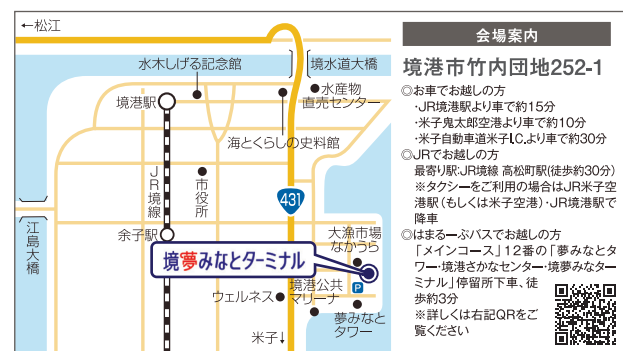 ←松江
水木しげる記念館
境水道大橋
境港駅
水産物
直売センター
海とくらしの史料館
JR境線
市役所
431
江島大橋
余子駅
大漁市場
なかうら
境夢みなとターミナル
P
境港公共
マリーナ
ウェルネス
夢みなと
タワー
米子↓
会場案内
境港市竹内団地252-1
◎お車でお越しの方
・JR境港駅より車で約15分
・米子鬼太郎空港より車で約10分
・米子自動車道米子I.C.より車で約30分
◎JRでお越しの方
最寄り駅:JR境線 高松町駅(徒歩約30分)
※タクシーをご利用の場合はJR米子空
港駅(もしくは米子空港)・JR境港駅で
降車
◎はまるーぷバスでお越しの方
「メインコース」12番の「夢みなとタ
ワー・境港さかなセンター・境夢みなとター
ミナル」停留所下車、徒
歩約3分
※詳しくは右記QRをご
覧ください